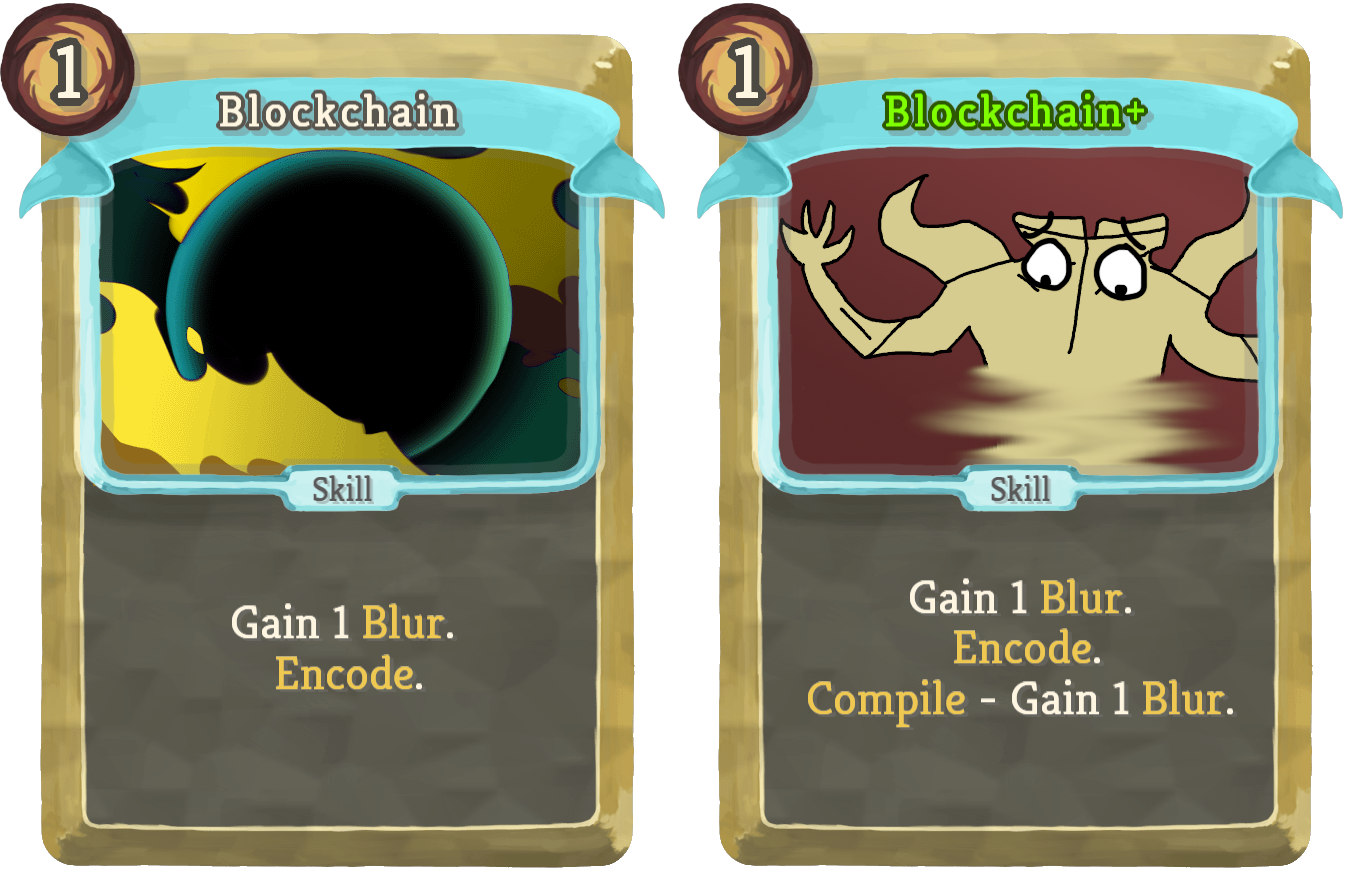 1
Blockchain
Skill
Gain 1 Blur.
Encode.
1
Blockchain+
Skill
Gain 1 Blur.
Encode.
Compile - Gain 1 Blur.